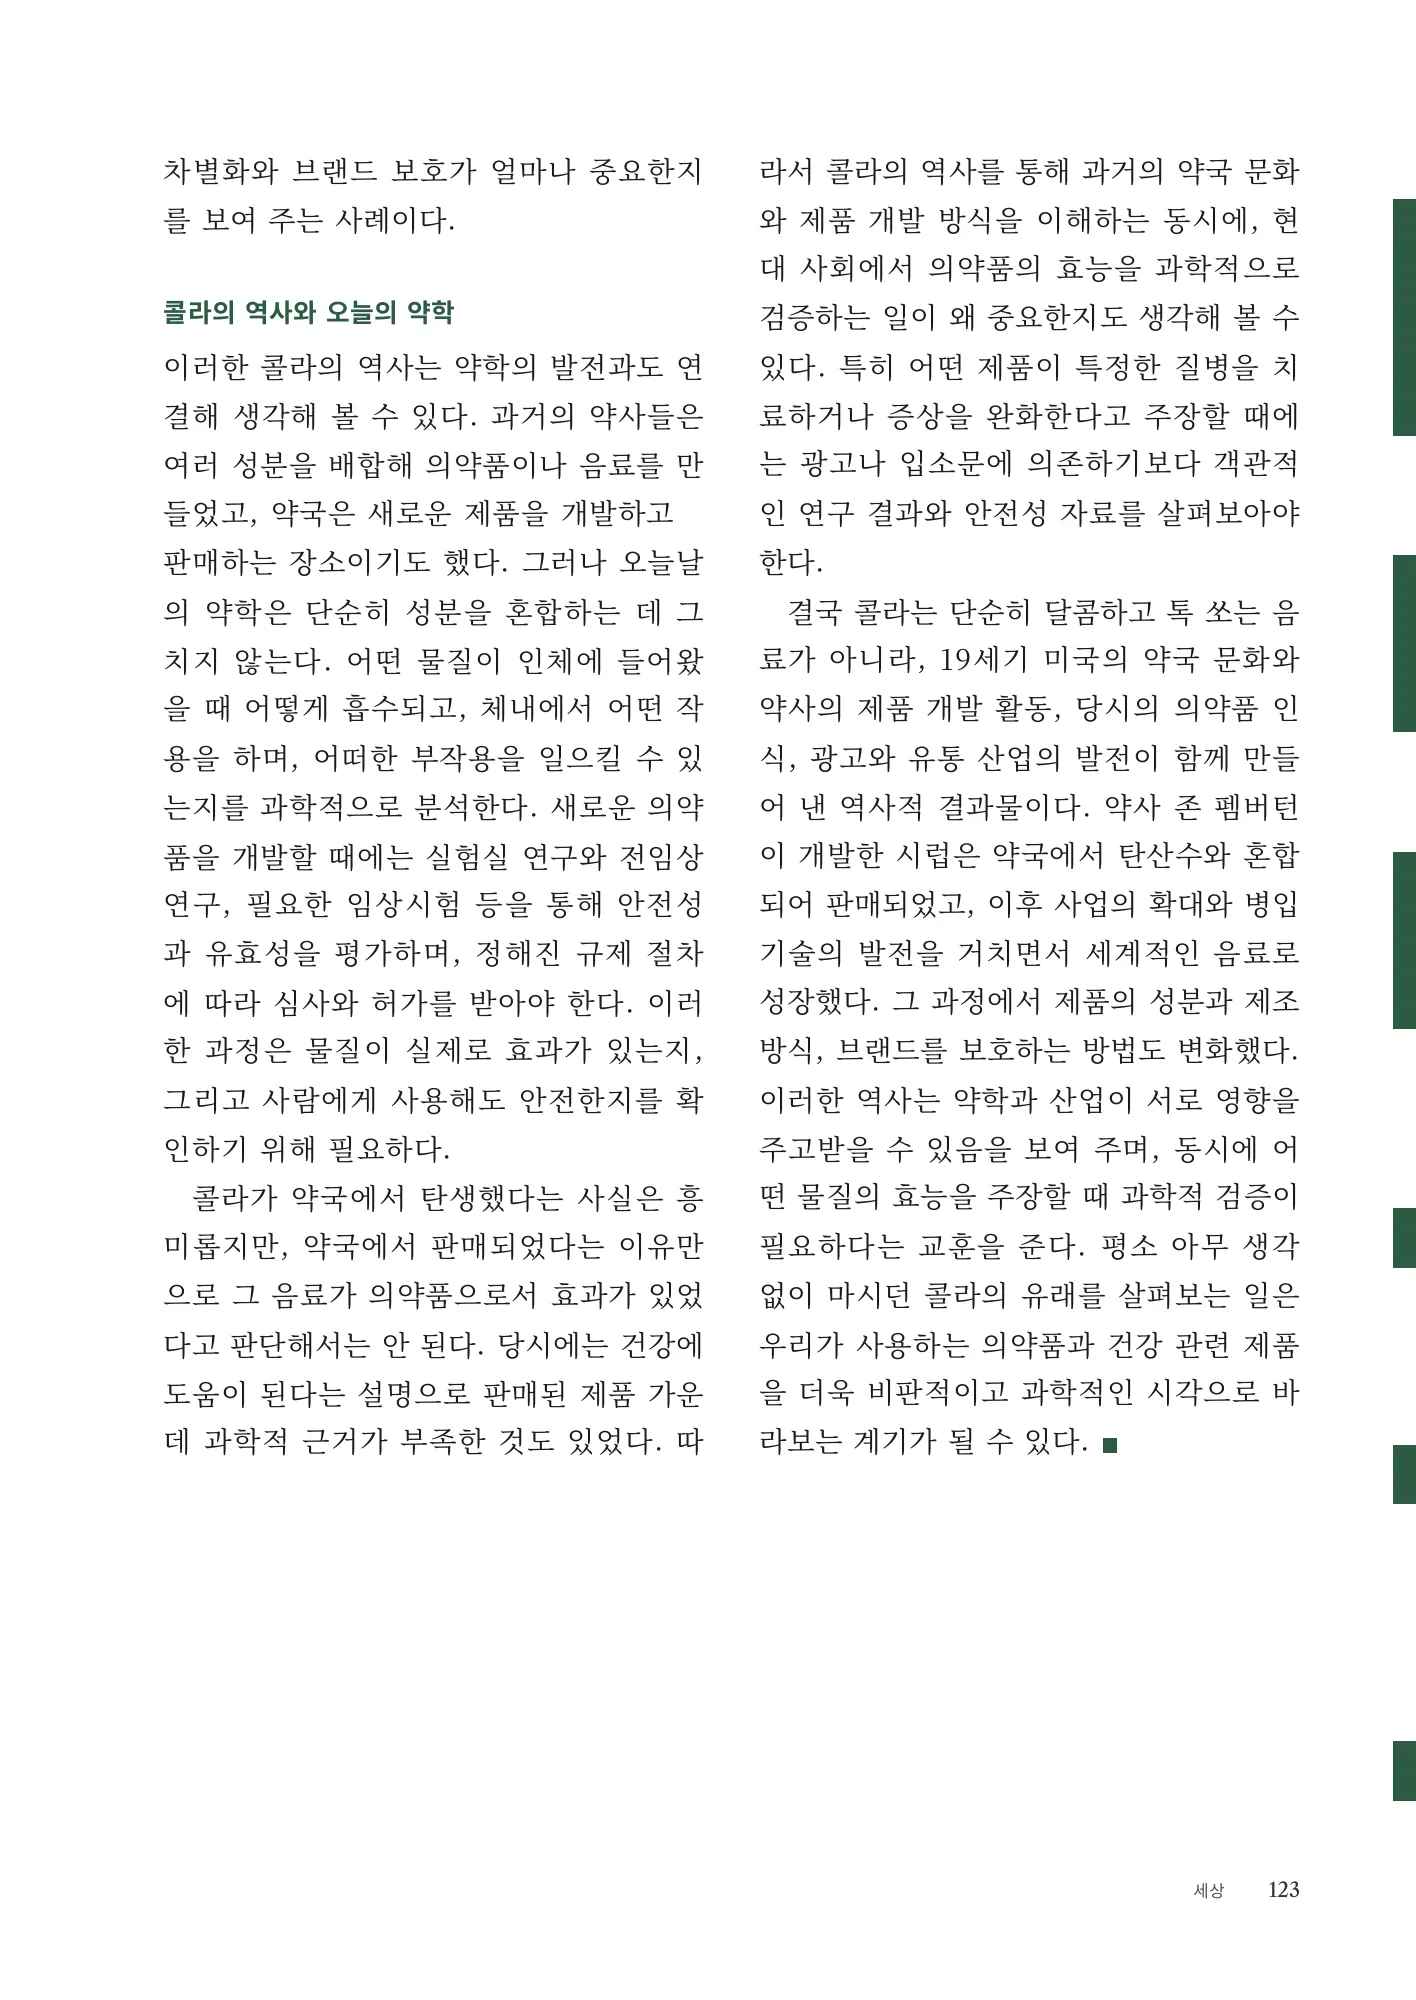 차별화와 브랜드 보호가 얼마나 중요한지
를 보여 주는 사례이다.
콜라의 역사와 오늘의 약학
이러한 콜라의 역사는 약학의 발전과도 연
결해 생각해 볼 수 있다. 과거의 약사들은
여러 성분을 배합해 의약품이나 음료를 만
들었고, 약국은 새로운 제품을 개발하고
판매하는 장소이기도 했다. 그러나 오늘날
의 약학은 단순히 성분을 혼합하는 데 그
치지 않는다. 어떤 물질이 인체에 들어왔
을 때 어떻게 흡수되고, 체내에서 어떤 작
용을 하며, 어떠한 부작용을 일으킬 수 있
는지를 과학적으로 분석한다. 새로운 의약
품을 개발할 때에는 실험실 연구와 전임상
연구, 필요한 임상시험 등을 통해 안전성
과 유효성을 평가하며, 정해진 규제 절차
에 따라 심사와 허가를 받아야 한다. 이러
한 과정은 물질이 실제로 효과가 있는지,
그리고 사람에게 사용해도 안전한지를 확
인하기 위해 필요하다.
콜라가 약국에서 탄생했다는 사실은 흥
미롭지만, 약국에서 판매되었다는 이유만
으로 그 음료가 의약품으로서 효과가 있었
다고 판단해서는 안 된다. 당시에는 건강에
도움이 된다는 설명으로 판매된 제품 가운
데 과학적 근거가 부족한 것도 있었다. 따
라서 콜라의 역사를 통해 과거의 약국 문화
와 제품 개발 방식을 이해하는 동시에, 현
대 사회에서 의약품의 효능을 과학적으로
검증하는 일이 왜 중요한지도 생각해 볼 수
있다. 특히 어떤 제품이 특정한 질병을 치
료하거나 증상을 완화한다고 주장할 때에
는 광고나 입소문에 의존하기보다 객관적
인 연구 결과와 안전성 자료를 살펴보아야
한다.
결국 콜라는 단순히 달콤하고 톡 쏘는 음
료가 아니라, 19세기 미국의 약국 문화와
약사의 제품 개발 활동, 당시의 의약품 인
식, 광고와 유통 산업의 발전이 함께 만들
어 낸 역사적 결과물이다. 약사 존 펨버턴
이 개발한 시럽은 약국에서 탄산수와 혼합
되어 판매되었고, 이후 사업의 확대와 병입
기술의 발전을 거치면서 세계적인 음료로
성장했다. 그 과정에서 제품의 성분과 제조
방식, 브랜드를 보호하는 방법도 변화했다.
이러한 역사는 약학과 산업이 서로 영향을
주고받을 수 있음을 보여 주며, 동시에 어
떤 물질의 효능을 주장할 때 과학적 검증이
필요하다는 교훈을 준다. 평소 아무 생각
없이 마시던 콜라의 유래를 살펴보는 일은
우리가 사용하는 의약품과 건강 관련 제품
을 더욱 비판적이고 과학적인 시각으로 바
라보는 계기가 될 수 있다. ■
세상 123